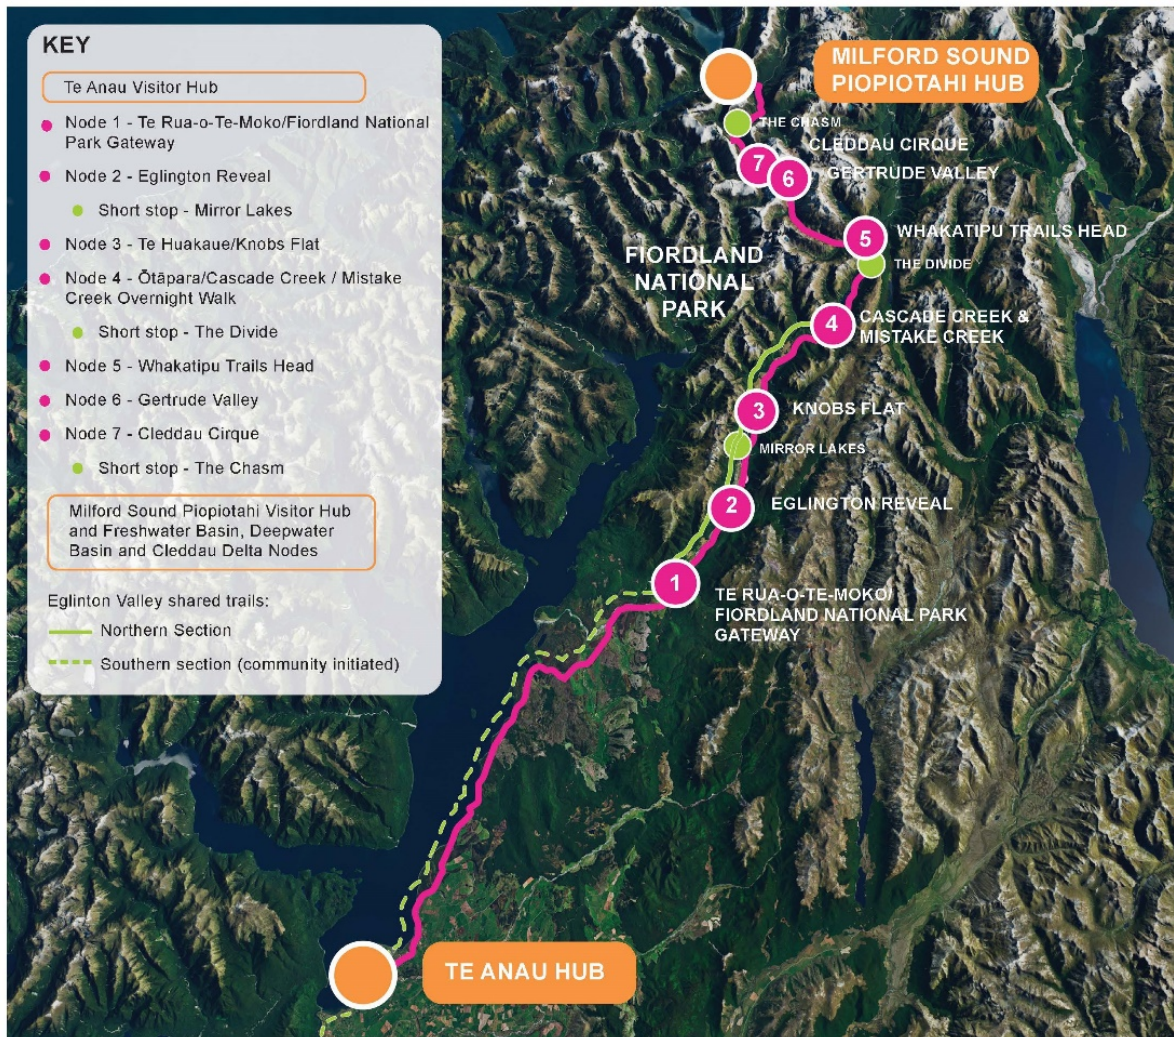 KEY
Te Anau Visitor Hub
Node 1 - Te Rua-o-Te-Moko/Fiordland National
Park Gateway
Node 2 - Eglington Reveal
Short stop - Mirror Lakes
Node 3 - Te Huakaue/Knobs Flat
Node 4 - Ōtāpara/Cascade Creek / Mistake
Creek Overnight Walk
Short stop - The Divide
Node 5 - Whakatipu Trails Head
Node 6 - Gertrude Valley
Node 7 - Cleddau Cirque
Short stop - The Chasm
Milford Sound Piopiotahi Visitor Hub
and Freshwater Basin, Deepwater
Basin and Cleddau Delta Nodes
Eglinton Valley shared trails:
Northern Section
Southern section (community initiated)
MILFORD SOUND
PIOPIOTAHI HUB
THE CHASM
CLEDDAU CIRQUE
7
6
GERTRUDE VALLEY
5
WHAKATIPU TRAILS HEAD
THE DIVIDE
FIORDLAND
NATIONAL
PARK
4
CASCADE CREEK &
MISTAKE CREEK
3
KNOBS FLAT
MIRROR LAKES
2
EGLINGTON REVEAL
1
TE RUA-O-TE-MOKO/
FIORDLAND NATIONAL PARK
GATEWAY
TE ANAU HUB